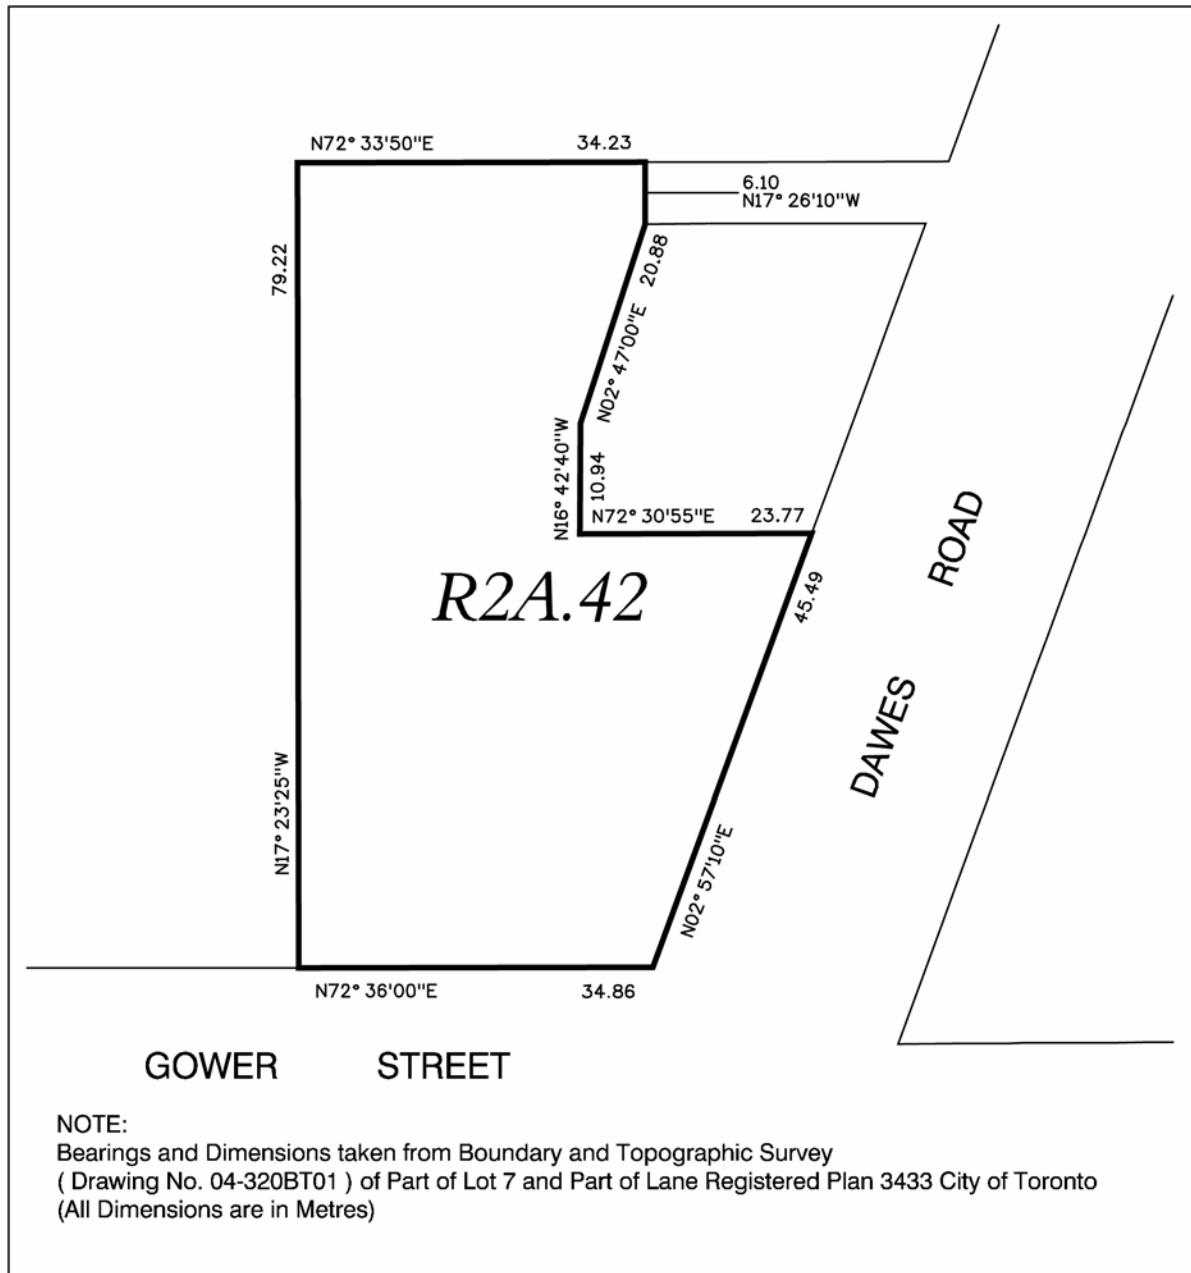 N72° 33'50"E 34.23
6.10
N17° 26'10"W
79.22
20.88
N02° 47'00"E
N16° 42'40"W
10.94
N72° 30'55"E 23.77
R2A.42
45.49
ROAD
DAWES
N17° 23'25"W
N02° 57'10"E
N72° 36'00"E 34.86
GOWER STREET
NOTE:
Bearings and Dimensions taken from Boundary and Topographic Survey
( Drawing No. 04-320BT01 ) of Part of Lot 7 and Part of Lane Registered Plan 3433 City of Toronto
(All Dimensions are in Metres)